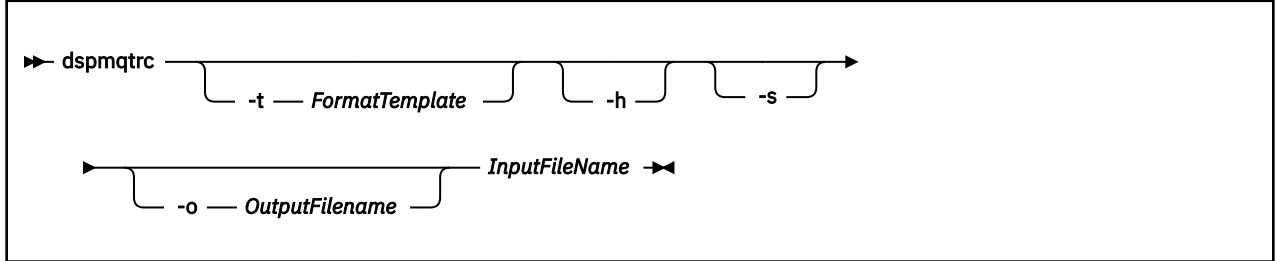 dspmqtrc
-t FormatTemplate -h -s
InputFileName
-o OutputFilename